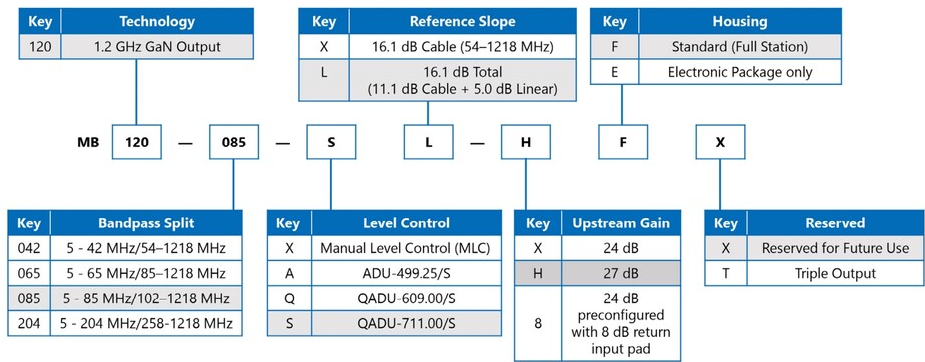 Key Technology
120 1.2 GHz GaN Output
Key Reference Slope
X 16.1 dB Cable (54–1218 MHz)
L 16.1 dB Total
(11.1 dB Cable + 5.0 dB Linear)
Key Housing
F Standard (Full Station)
E Electronic Package only
MB 120 — 085 — S L — H F X
Key Bandpass Split
042 5 - 42 MHz/54–1218 MHz
065 5 - 65 MHz/85–1218 MHz
085 5 - 85 MHz/102–1218 MHz
204 5 - 204 MHz/258-1218 MHz
Key Level Control
X Manual Level Control (MLC)
A ADU-499.25/S
Q QADU-609.00/S
S QADU-711.00/S
Key Upstream Gain
X 24 dB
H 27 dB
8 24 dB
preconfigured
with 8 dB return
input pad
Key Reserved
X Reserved for Future Use
T Triple Output